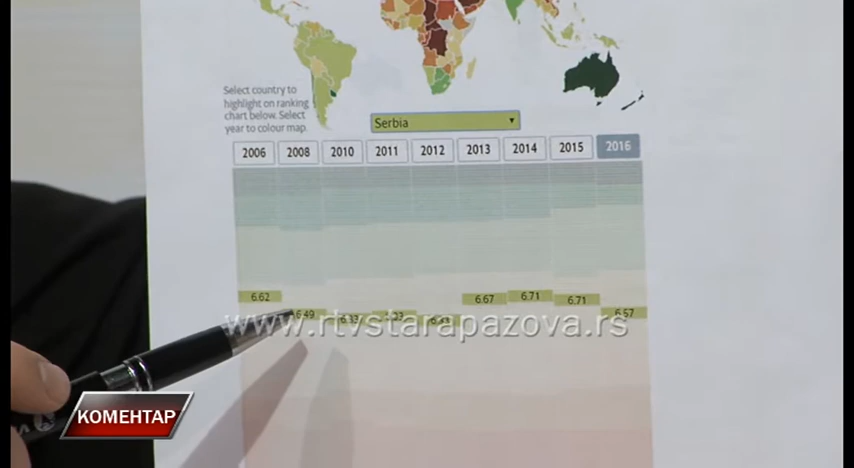 Select country to
highlight on ranking
chart below. Select
year to colour map.
Serbia
2006 2008 2010 2011 2012 2013 2014 2015 2016
6.62 6.49 6.33 6.67 6.71 6.71 6.57
www.rtvstarapazova.rs
КОМЕНТАР